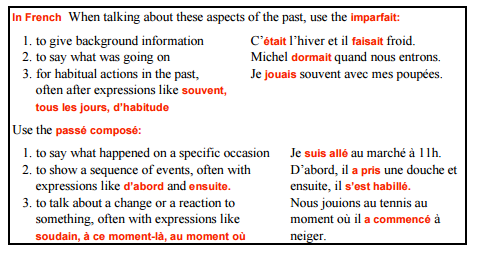 In French When talking about these aspects of the past, use the imparfait:
1. to give background information C'était l'hiver et il faisait froid.
2. to say what was going on Michel dormait quand nous entrons.
3. for habitual actions in the past, Je jouais souvent avec mes poupées.
often after expressions like souvent,
tous les jours, d'habitude
Use the passé composé:
1. to say what happened on a specific occasion Je suis allé au marché à 11h.
2. to show a sequence of events, often with D'abord, il a pris une douche et
expressions like d'abord and ensuite. ensuite, il s'est habillé.
3. to talk about a change or a reaction to Nous jouions au tennis au
something, often with expressions like moment où il a commencé à
soudain, à ce moment-là, au moment où neiger.